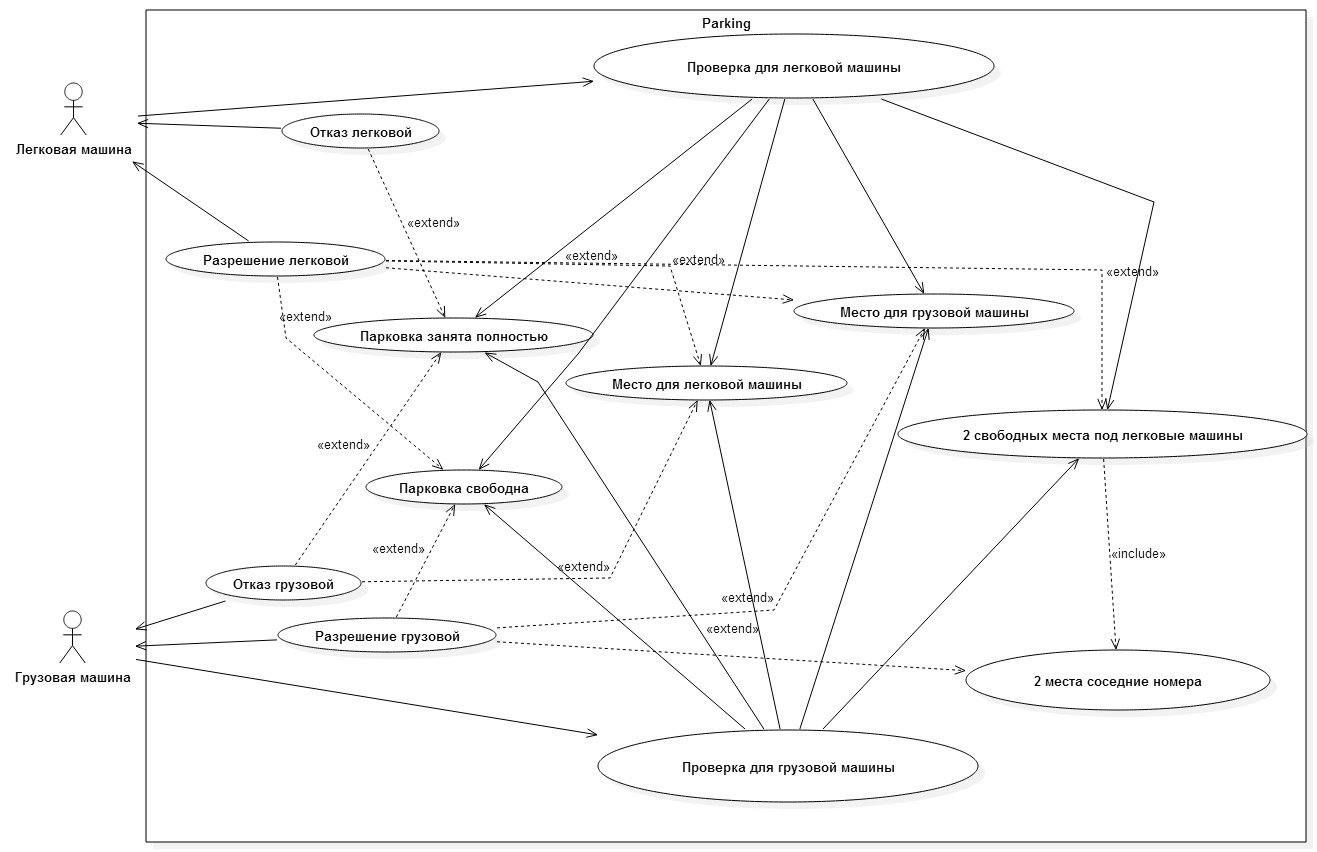 Parking
Проверка для легковой машины
Отказ легковой
Легковая машина
«extend»
Разрешение легковой
«extend»
«extend»
«extend»
«extend»
Место для грузовой машины
Парковка занята полностью
Место для легковой машины
2 свободных места под легковые машины
«extend»
Парковка свободна
«extend»
«include»
«extend»
Отказ грузовой
«extend»
«extend»
Разрешение грузовой
Грузовая машина
2 места соседние номера
Проверка для грузовой машины